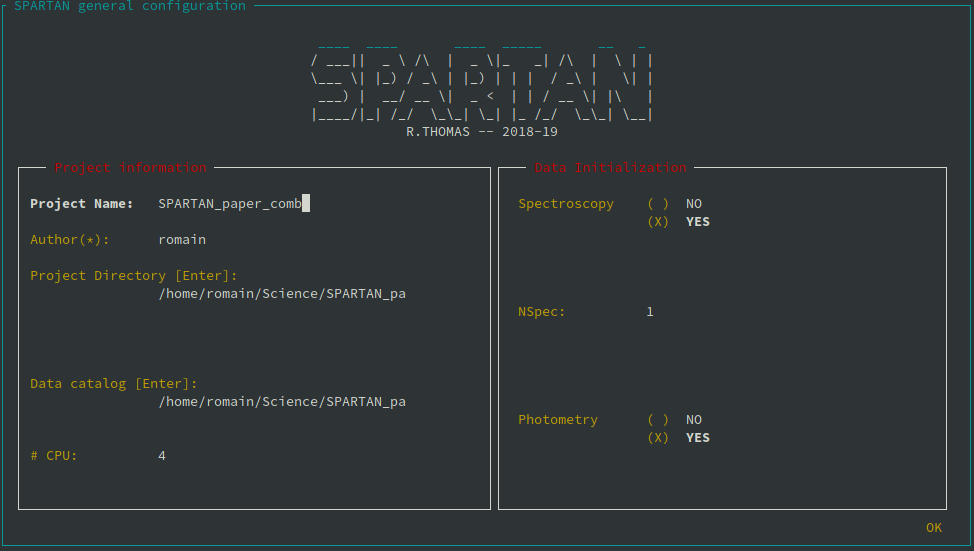 SPARTAN general configuration
SPARTAN
R.THOMAS -- 2018-19
Project information
Project Name: SPARTAN_paper_comb
Author(*): romain
Project Directory [Enter]:
/home/romain/Science/SPARTAN_pa
Data catalog [Enter]:
/home/romain/Science/SPARTAN_pa
# CPU: 4
Data Initialization
Spectroscopy ( ) NO
(X) YES
NSpec: 1
Photometry ( ) NO
(X) YES
OK